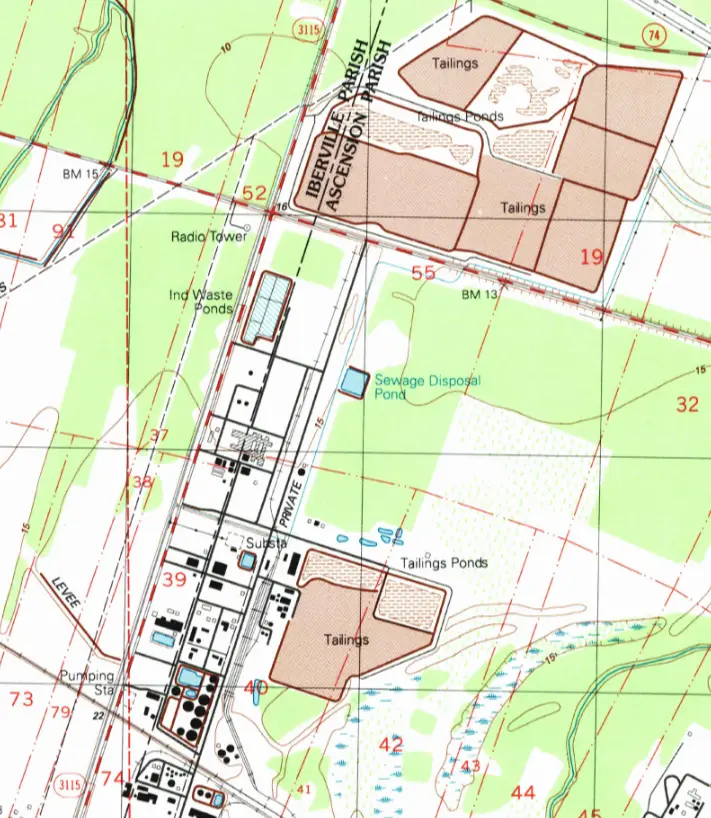 3115
74
10
IBERVILLE PARISH
ASCENSION PARISH
Tailings
Tailings Ponds
19
BM 15
52
16
31
91
Radio Tower
Tailings
19
55
BM 13
Ind Waste
Ponds
Sewage Disposal
Pond
15
15
32
37
38
PRIVATE
15
Substa
Tailings Ponds
39
LEVEE
Tailings
15
Pumping
Sta
40
73
79
22
42
43
3115
74
41
44
45